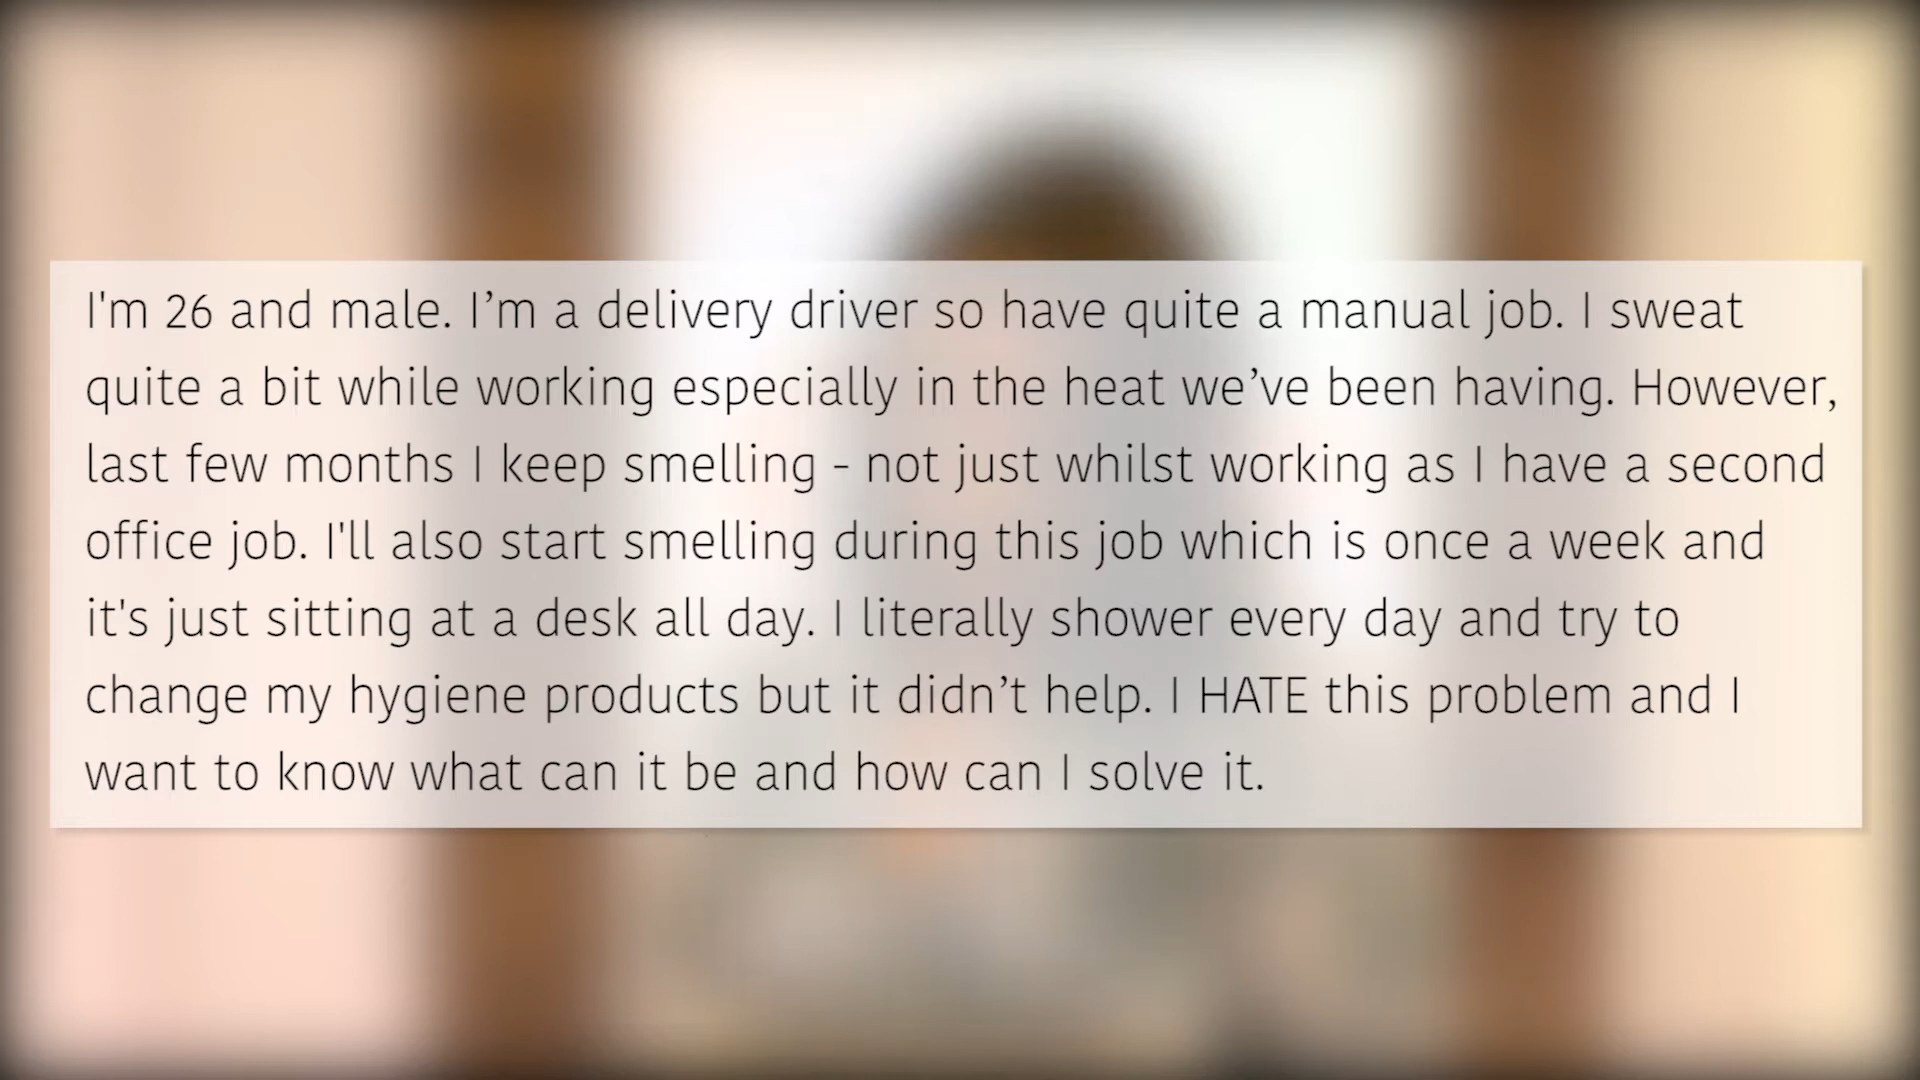 I'm 26 and male. I’m a delivery driver so have quite a manual job. I sweat
quite a bit while working especially in the heat we’ve been having. However,
last few months I keep smelling - not just whilst working as I have a second
office job. I'll also start smelling during this job which is once a week and
it's just sitting at a desk all day. I literally shower every day and try to
change my hygiene products but it didn’t help. I HATE this problem and I
want to know what can it be and how can I solve it.